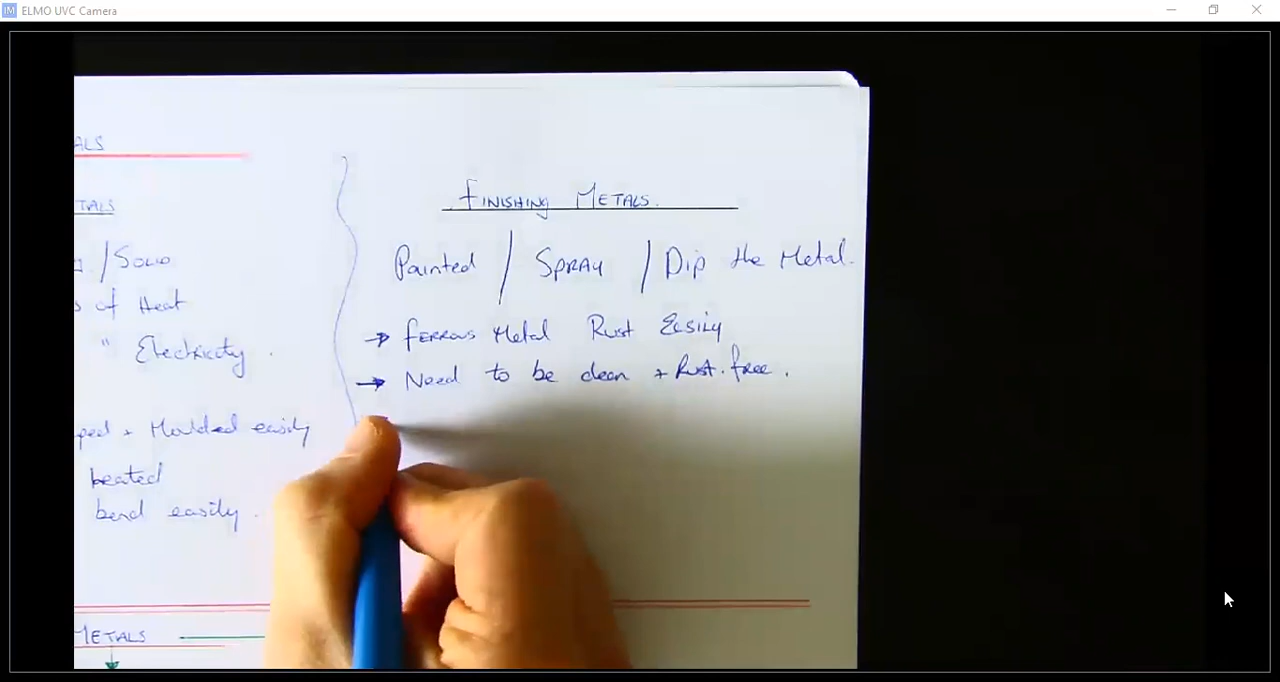 ELMO UVC Camera
ALS
TALS
/Solid
s of Heat
" Electricity.
ped + Moulded easily
heated
bend easily.
METALS
Finishing Metals.
Painted / Spray / Dip the Metal.
→ Ferrous Metal Rust Elsily
→ Need to be clean + Rust.free.